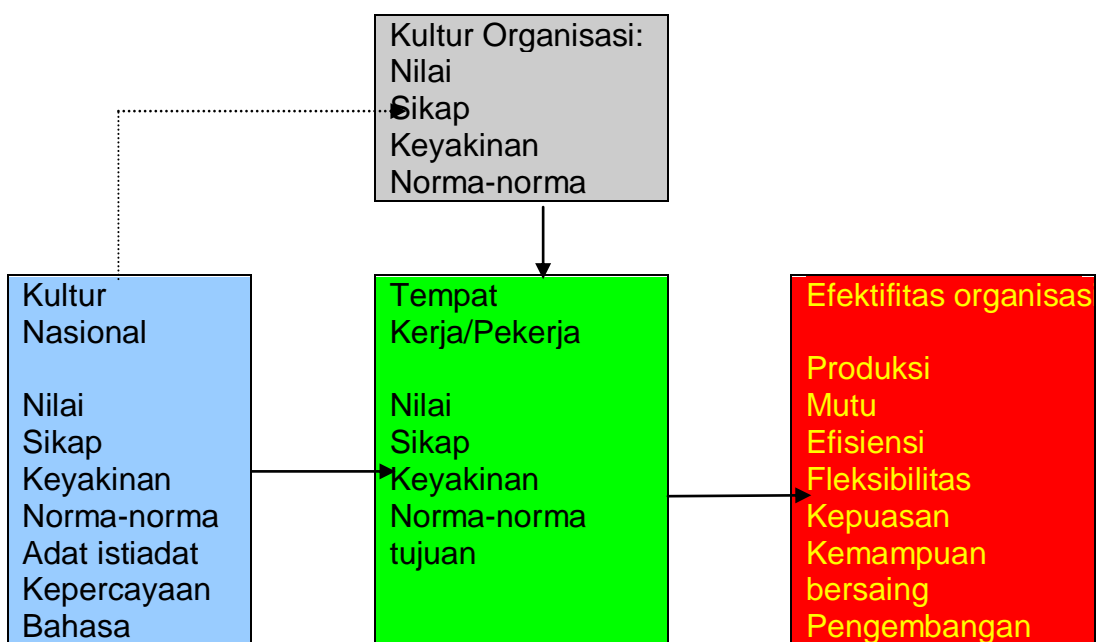 Kultur Organisasi:
Nilai
Sikap
Keyakinan
Norma-norma
Kultur
Nasional
Nilai
Sikap
Keyakinan
Norma-norma
Adat istiadat
Kepercayaan
Bahasa
Tempat
Kerja/Pekerja
Nilai
Sikap
Keyakinan
Norma-norma
tujuan
Efektifitas organisas
Produksi
Mutu
Efisiensi
Fleksibilitas
Kepuasan
Kemampuan
bersaing
Pengembangan